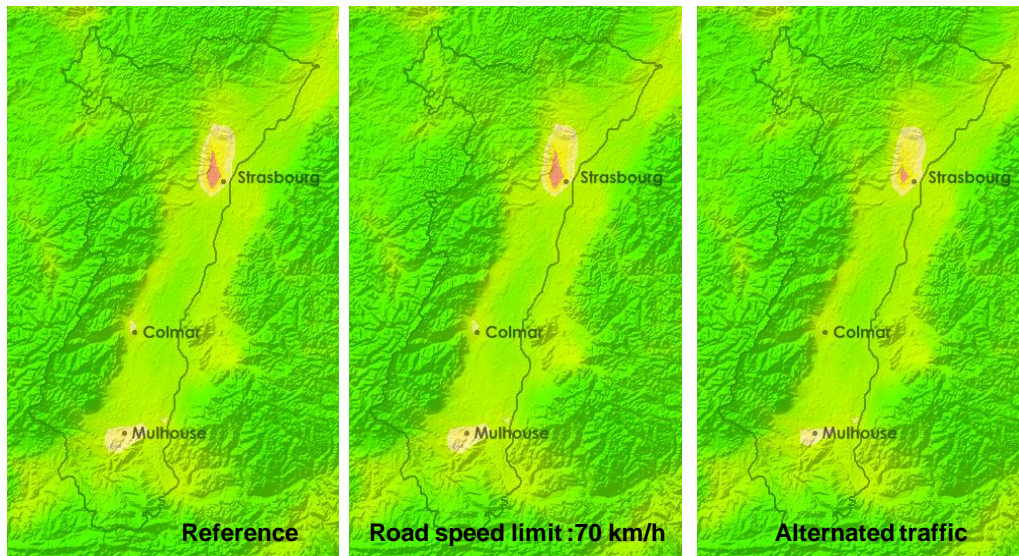 Strasbourg
Colmar
Mulhouse
Reference
Strasbourg
Colmar
Mulhouse
Road speed limit :70 km/h
Strasbourg
Colmar
Mulhouse
Alternated traffic